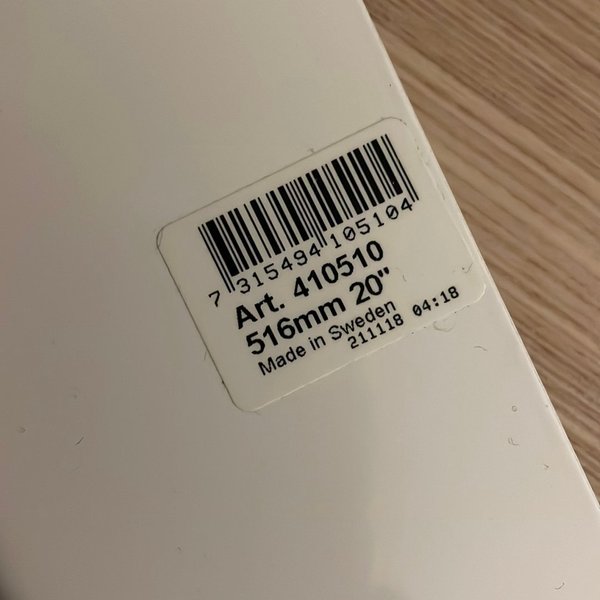 7 315494 105104
Art. 410510
516mm 20"
Made in Sweden
211118 04:18